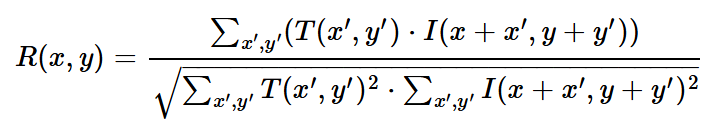 R(x, y) = \frac{\sum_{x',y'} (T(x', y') \cdot I(x + x', y + y'))}{\sqrt{\sum_{x',y'} T(x', y')^2 \cdot \sum_{x',y'} I(x + x', y + y')^2}}